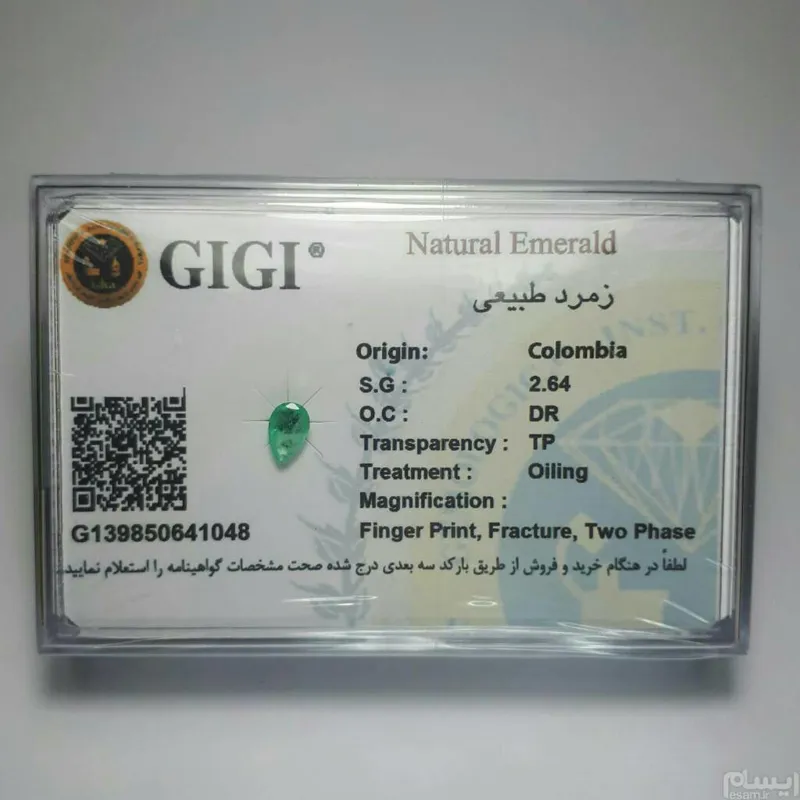 GIGI®
Natural Emerald
زمرد طبیعی
Origin: Colombia
S.G : 2.64
O.C : DR
Transparency : TP
Treatment : Oiling
Magnification :
Finger Print, Fracture, Two Phase
G139850641048
لطفاً در هنگام خرید و فروش از طریق بارکد سه بعدی درج شده صحت مشخصات گواهینامه را استعلام نمایید.
INST.
ایسام
esam.ir